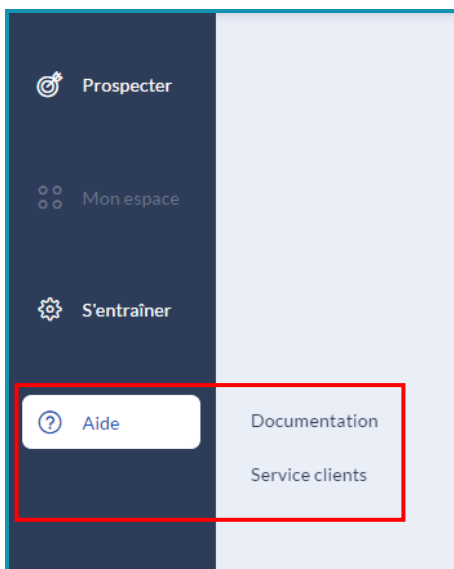 Prospecter
Mon espace
S'entraîner
Aide
Documentation
Service clients